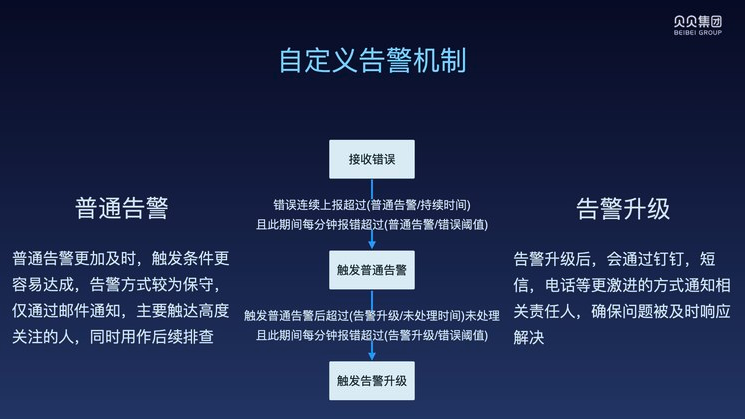 贝贝集团
BEIBEI GROUP
自定义告警机制
接收错误
错误连续上报超过(普通告警/持续时间)
且此期间每分钟报错超过(普通告警/错误阈值)
触发普通告警
触发普通告警后超过(告警升级/未处理时间)未处理
且此期间每分钟报错超过(告警升级/错误阈值)
触发告警升级
普通告警
普通告警更加及时，触发条件更
容易达成，告警方式较为保守，
仅通过邮件通知，主要触达高度
关注的人，同时用作后续排查
告警升级
告警升级后，会通过钉钉，短
信，电话等更激进的方式通知相
关责任人，确保问题被及时响应
解决